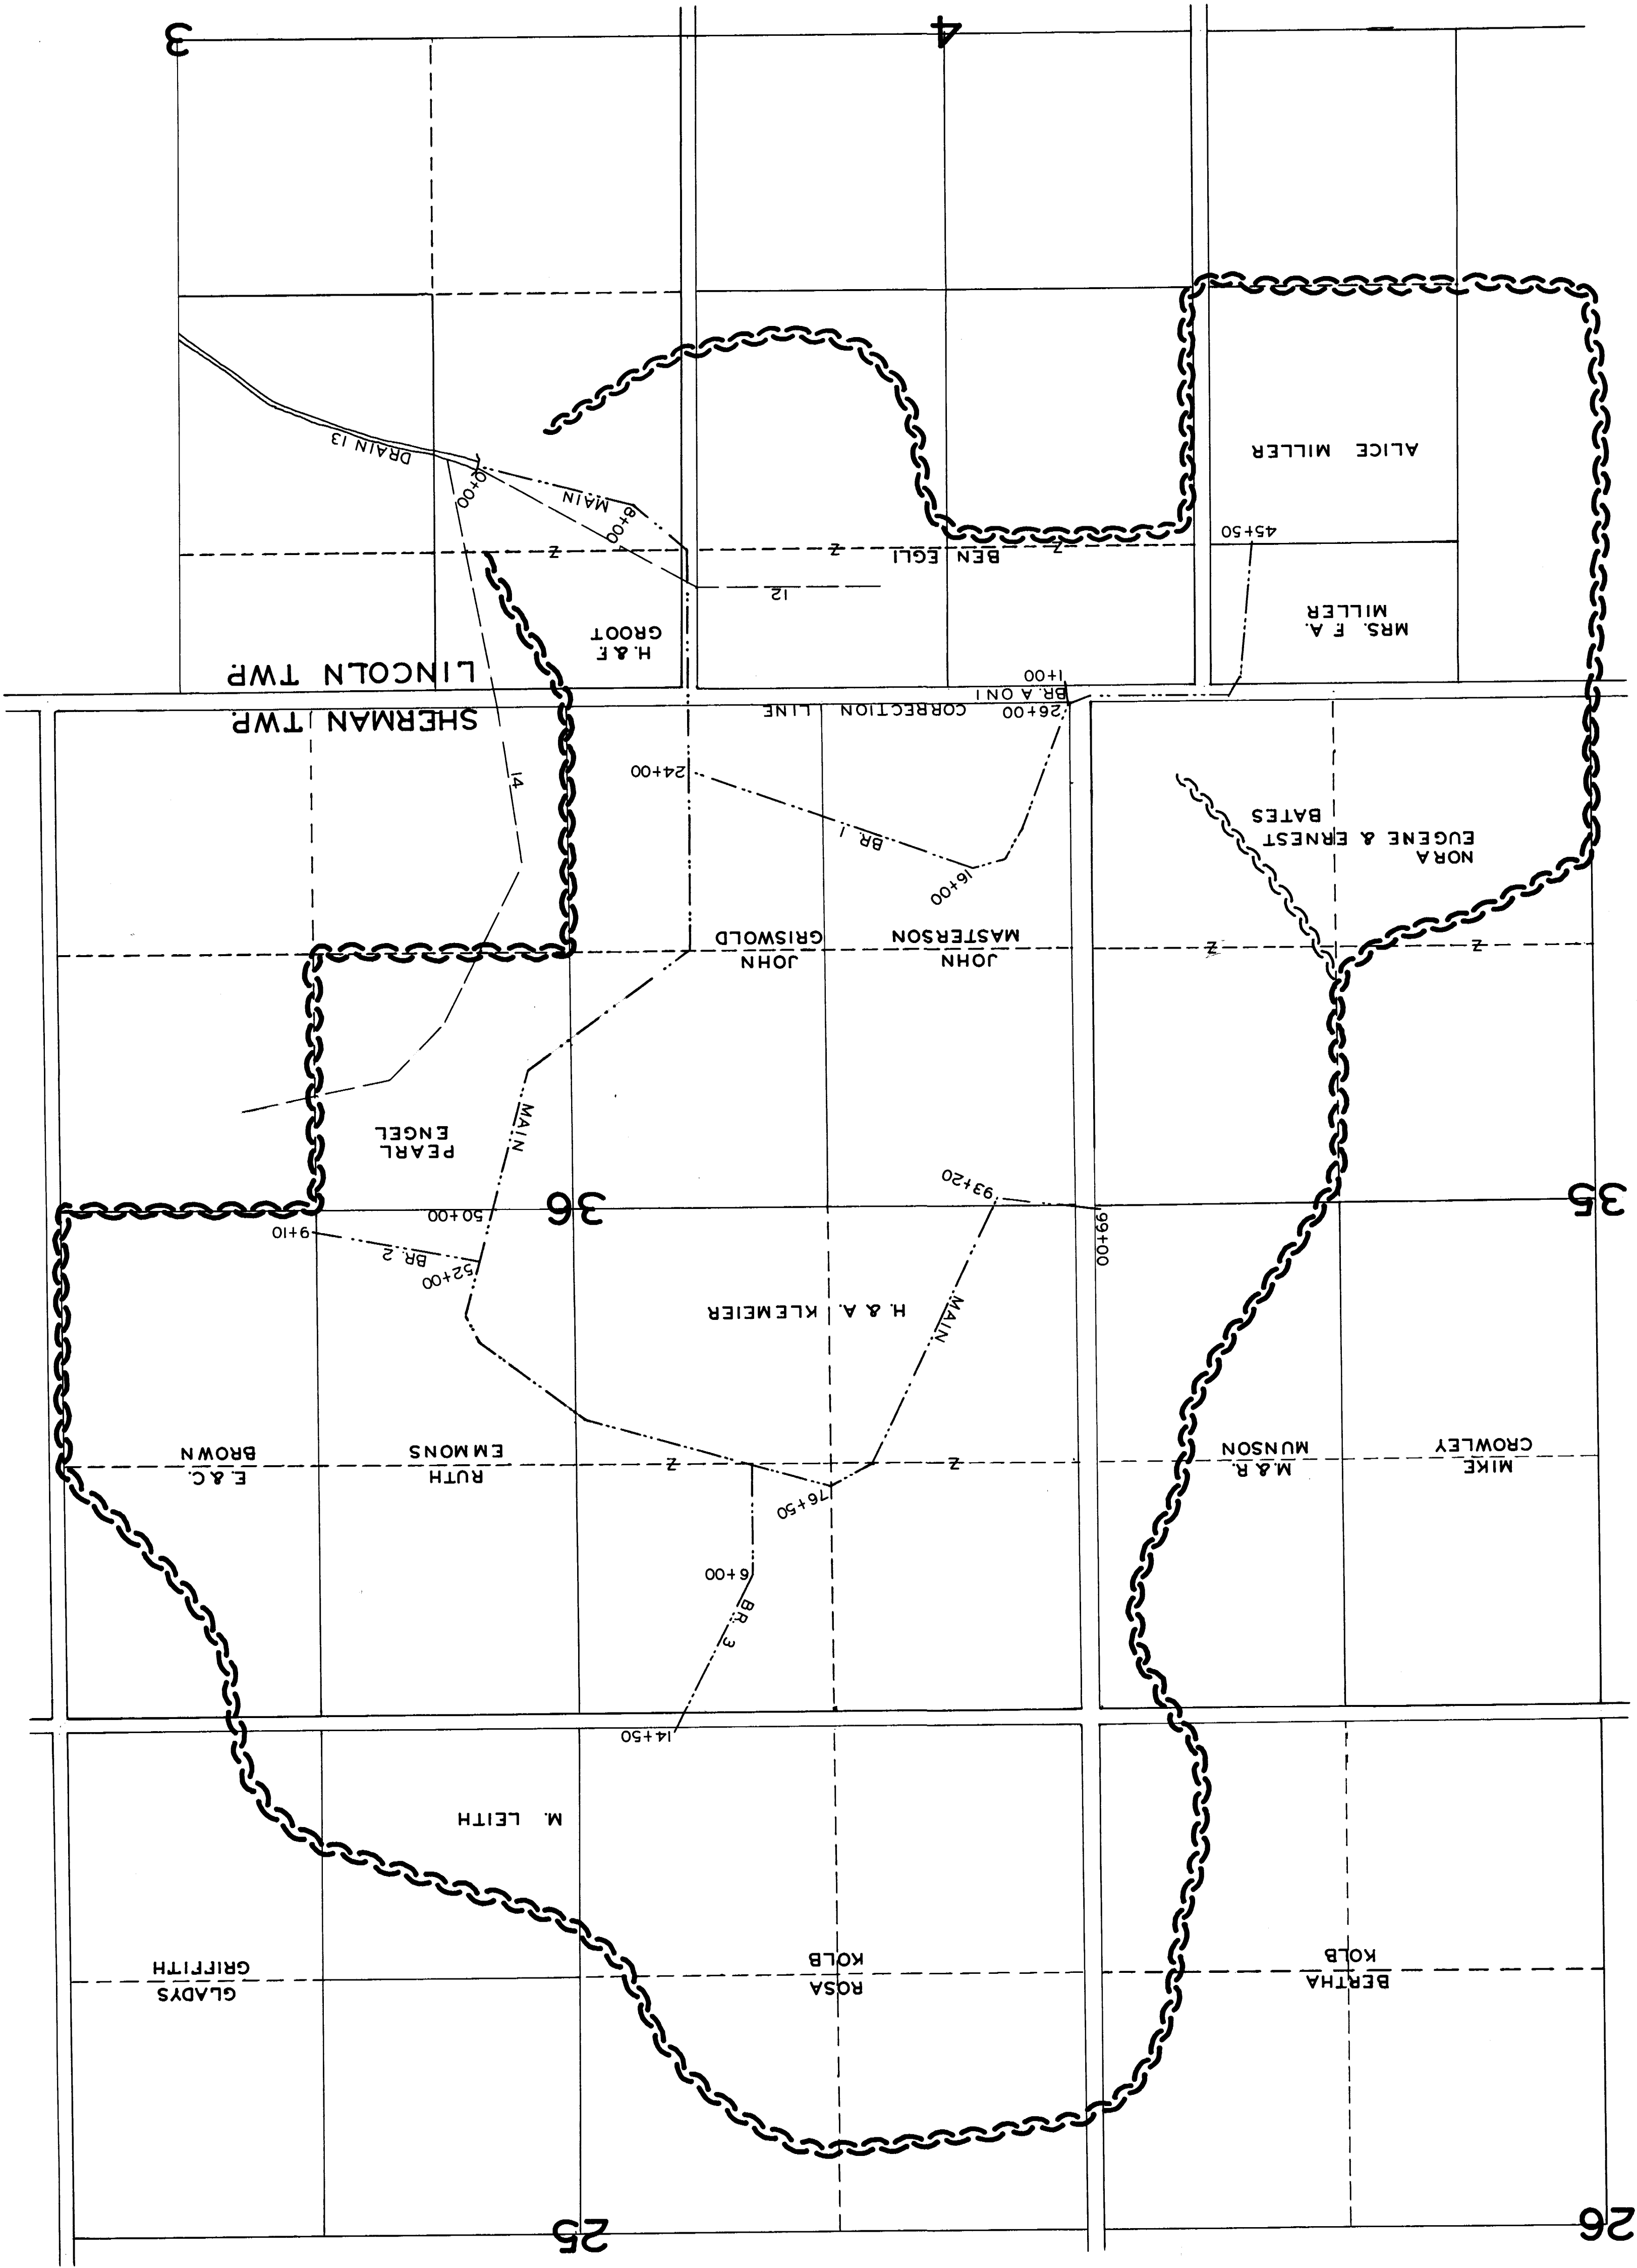 26
25
BERTHA
KOLB
ROSA
KOLB
GLADYS
GRIFFITH
M. LEITH
14+50
BR. 3
6+00
76+50
MIKE
CROWLEY
M. & R.
MUNSON
Z
Z
RUTH
EMMONS
E. & C.
BROWN
MAIN
H. & A. KLEMEIER
52+00
BR. 2
9+10
99+00
93+20
35
36
50+00
PEARL
ENGEL
MAIN
Z
Z
JOHN
MASTERSON
JOHN
GRISWOLD
NORA
EUGENE & ERNEST
BATES
16+00
BR. 1
24+00
14
26+00
CORRECTION LINE
SHERMAN TWP.
BR. A ON 1
1+00
LINCOLN TWP.
MRS. F. A.
MILLER
H. & F.
GROOT
12
45+50
Z
BEN EGLI
Z
Z
8+00
MAIN
0+00
DRAIN 13
ALICE MILLER
4
3